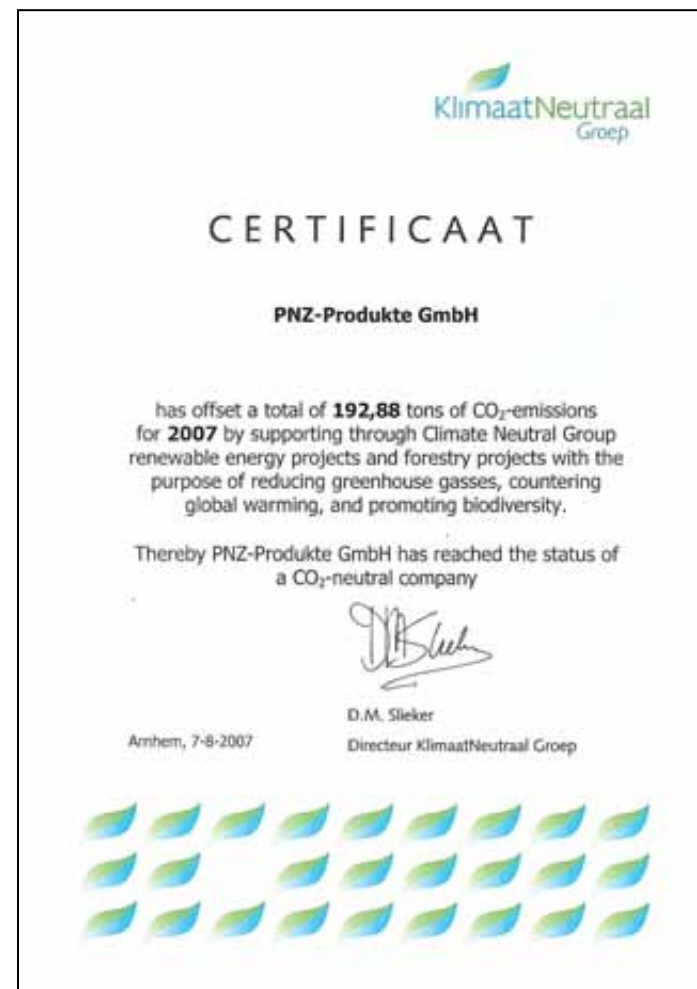 KlimaatNeutraal
Groep
CERTIFICAAT
PNZ-Produkte GmbH
has offset a total of 192,88 tons of CO₂-emissions
for 2007 by supporting through Climate Neutral Group
renewable energy projects and forestry projects with the
purpose of reducing greenhouse gasses, countering
global warming, and promoting biodiversity.
Thereby PNZ-Produkte GmbH has reached the status of
a CO₂-neutral company
D.M. Slieker
Arnhem, 7-8-2007
Directeur KlimaatNeutraal Groep